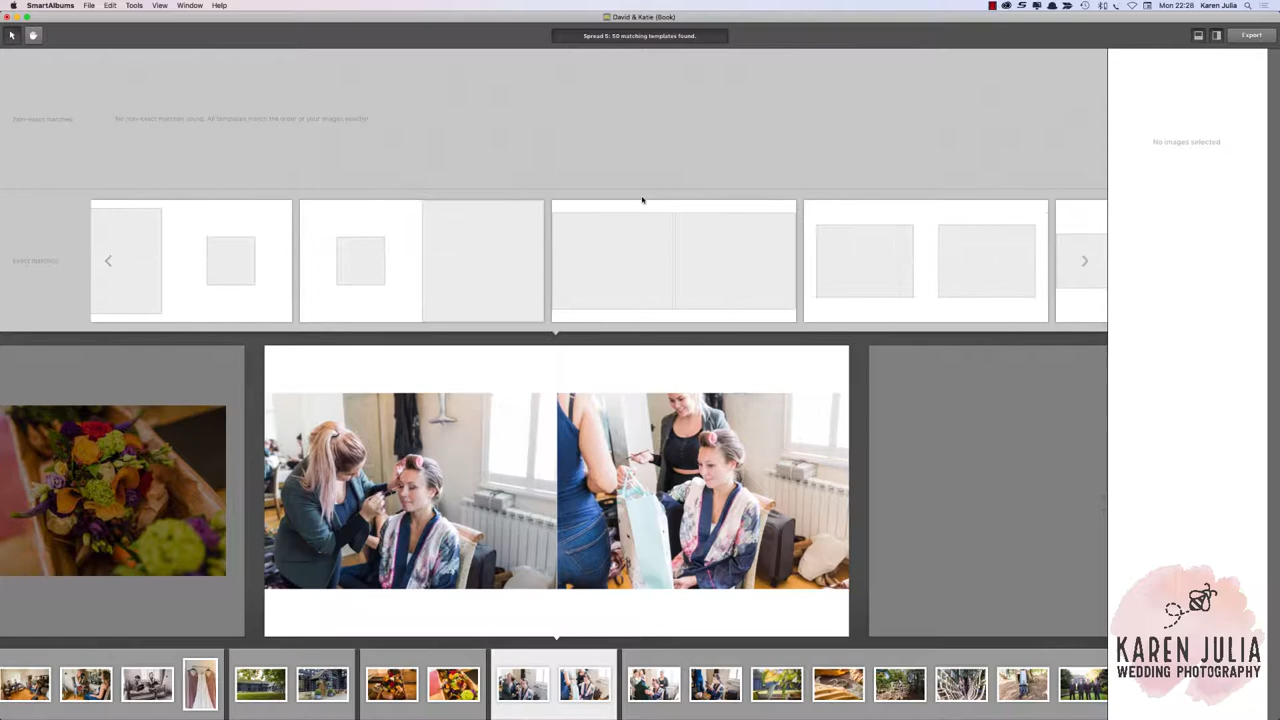 SmartAlbums File Edit Tools View Window Help Mon 22:28 Karen Julia
David & Katie (Book)
Spread 5: 50 matching templates found.
Export
Non-exact matches:
No non-exact matches found. All templates match the order of your images exactly!
No images selected
Exact matches:
KAREN JULIA
WEDDING PHOTOGRAPHY